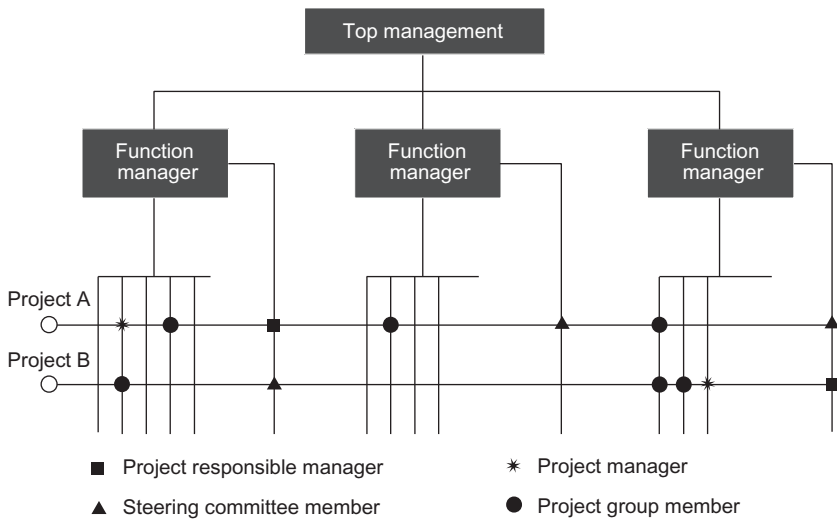 Top management
Function
manager
Function
manager
Function
manager
Project A
Project B
Project responsible manager
Project manager
Steering committee member
Project group member